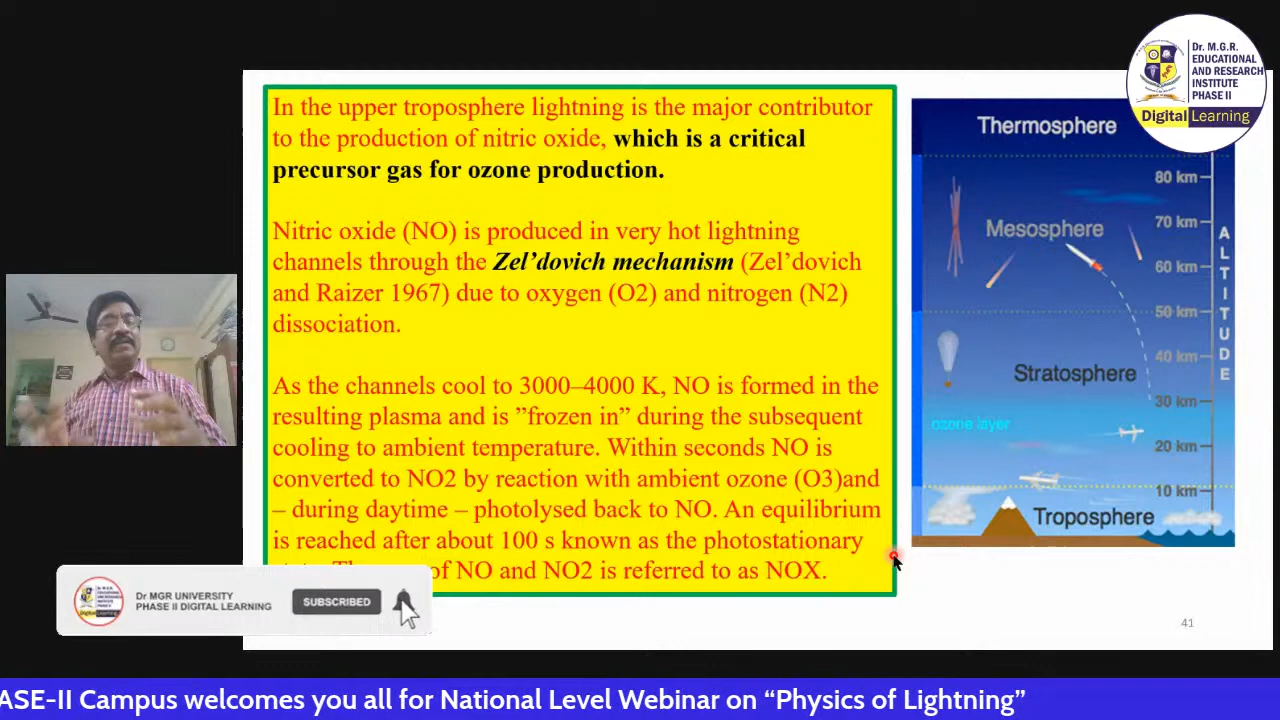 In the upper troposphere lightning is the major contributor
to the production of nitric oxide, which is a critical
precursor gas for ozone production.
Nitric oxide (NO) is produced in very hot lightning
channels through the Zel’dovich mechanism (Zel’dovich
and Raizer 1967) due to oxygen (O2) and nitrogen (N2)
dissociation.
As the channels cool to 3000–4000 K, NO is formed in the
resulting plasma and is ”frozen in” during the subsequent
cooling to ambient temperature. Within seconds NO is
converted to NO2 by reaction with ambient ozone (O3)and
– during daytime – photolysed back to NO. An equilibrium
is reached after about 100 s known as the photostationary
of NO and NO2 is referred to as NOX.
Thermosphere
80 km
70 km
Mesosphere
60 km
50 km
40 km
Stratosphere
30 km
ozone layer
20 km
10 km
Troposphere
ALTITUDE
Dr. M.G.R.
EDUCATIONAL
AND RESEARCH
INSTITUTE
PHASE II
Digital Learning
Dr MGR UNIVERSITY
PHASE II DIGITAL LEARNING
SUBSCRIBED
41
ASE-II Campus welcomes you all for National Level Webinar on “Physics of Lightning”